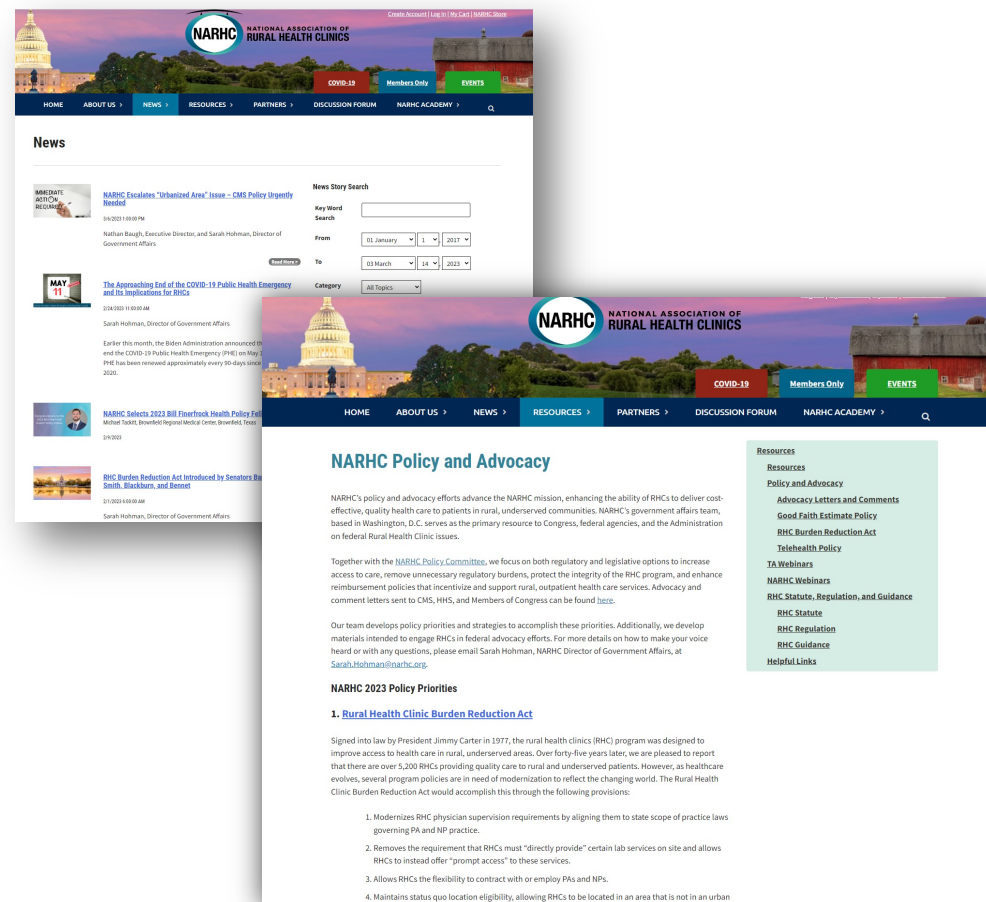 Create Account | Log In | My Cart | NARHC Store
NARHC
NATIONAL ASSOCIATION OF
RURAL HEALTH CLINICS
COVID-19 Members Only EVENTS
HOME ABOUT US > NEWS > RESOURCES > PARTNERS > DISCUSSION FORUM NARHC ACADEMY >
News
IMMEDIATE
ACTION
REQUIRED
NARHC Escalates “Urbanized Area” Issue – CMS Policy Urgently
Needed
3/6/2023 1:00:00 PM
Nathan Baugh, Executive Director, and Sarah Hohman, Director of
Government Affairs
Read More >
MAY
11
The Approaching End of the COVID-19 Public Health Emergency
and Its Implications for RHCs
2/24/2023 11:00:00 AM
Sarah Hohman, Director of Government Affairs
Earlier this month, the Biden Administration announced
end the COVID-19 Public Health Emergency (PHE) on May
PHE has been renewed approximately every 90-days since
2020.
NARHC Selects 2023 Bill Finerfrock Health Policy
Michael Tackitt, Brownfield Regional Medical Center, Brownfield, Texas
2/9/2023
RHC Burden Reduction Act Introduced by Senators
Smith, Blackburn, and Bennet
2/1/2023 6:00:00 AM
Sarah Hohman, Director of Government Affairs
News Story Search
Key Word
Search
From 01 January 1 2017
To 03 March 14 2023
Category All Topics
NARHC
NATIONAL ASSOCIATION OF
RURAL HEALTH CLINICS
COVID-19 Members Only EVENTS
HOME ABOUT US > NEWS > RESOURCES > PARTNERS > DISCUSSION FORUM NARHC ACADEMY >
NARHC Policy and Advocacy
NARHC’s policy and advocacy efforts advance the NARHC mission, enhancing the ability of RHCs to deliver cost-
effective, quality health care to patients in rural, underserved communities. NARHC’s government affairs team,
based in Washington, D.C. serves as the primary resource to Congress, federal agencies, and the Administration
on federal Rural Health Clinic issues.
Together with the NARHC Policy Committee, we focus on both regulatory and legislative options to increase
access to care, remove unnecessary regulatory burdens, protect the integrity of the RHC program, and enhance
reimbursement policies that incentivize and support rural, outpatient health care services. Advocacy and
comment letters sent to CMS, HHS, and Members of Congress can be found here.
Our team develops policy priorities and strategies to accomplish these priorities. Additionally, we develop
materials intended to engage RHCs in federal advocacy efforts. For more details on how to make your voice
heard or with any questions, please email Sarah Hohman, NARHC Director of Government Affairs, at
Sarah.Hohman@narhc.org.
NARHC 2023 Policy Priorities
1. Rural Health Clinic Burden Reduction Act
Signed into law by President Jimmy Carter in 1977, the rural health clinics (RHC) program was designed to
improve access to health care in rural, underserved areas. Over forty-five years later, we are pleased to report
that there are over 5,200 RHCs providing quality care to rural and underserved patients. However, as healthcare
evolves, several program policies are in need of modernization to reflect the changing world. The Rural Health
Clinic Burden Reduction Act would accomplish this through the following provisions:
1. Modernizes RHC physician supervision requirements by aligning them to state scope of practice laws
governing PA and NP practice.
2. Removes the requirement that RHCs must “directly provide” certain lab services on site and allows
RHCs to instead offer “prompt access” to these services.
3. Allows RHCs the flexibility to contract with or employ PAs and NPs.
4. Maintains status quo location eligibility, allowing RHCs to be located in an area that is not in an urban
Resources
Resources
Policy and Advocacy
Advocacy Letters and Comments
Good Faith Estimate Policy
RHC Burden Reduction Act
Telehealth Policy
TA Webinars
NARHC Webinars
RHC Statute, Regulation, and Guidance
RHC Statute
RHC Regulation
RHC Guidance
Helpful Links